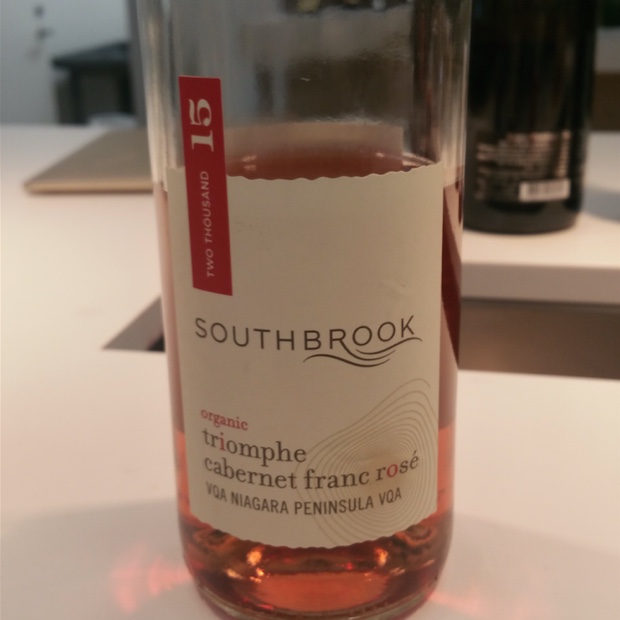 TWO THOUSAND 15
SOUTHBROOK
organic
triomphe
cabernet franc rosé
VQA NIAGARA PENINSULA VQA